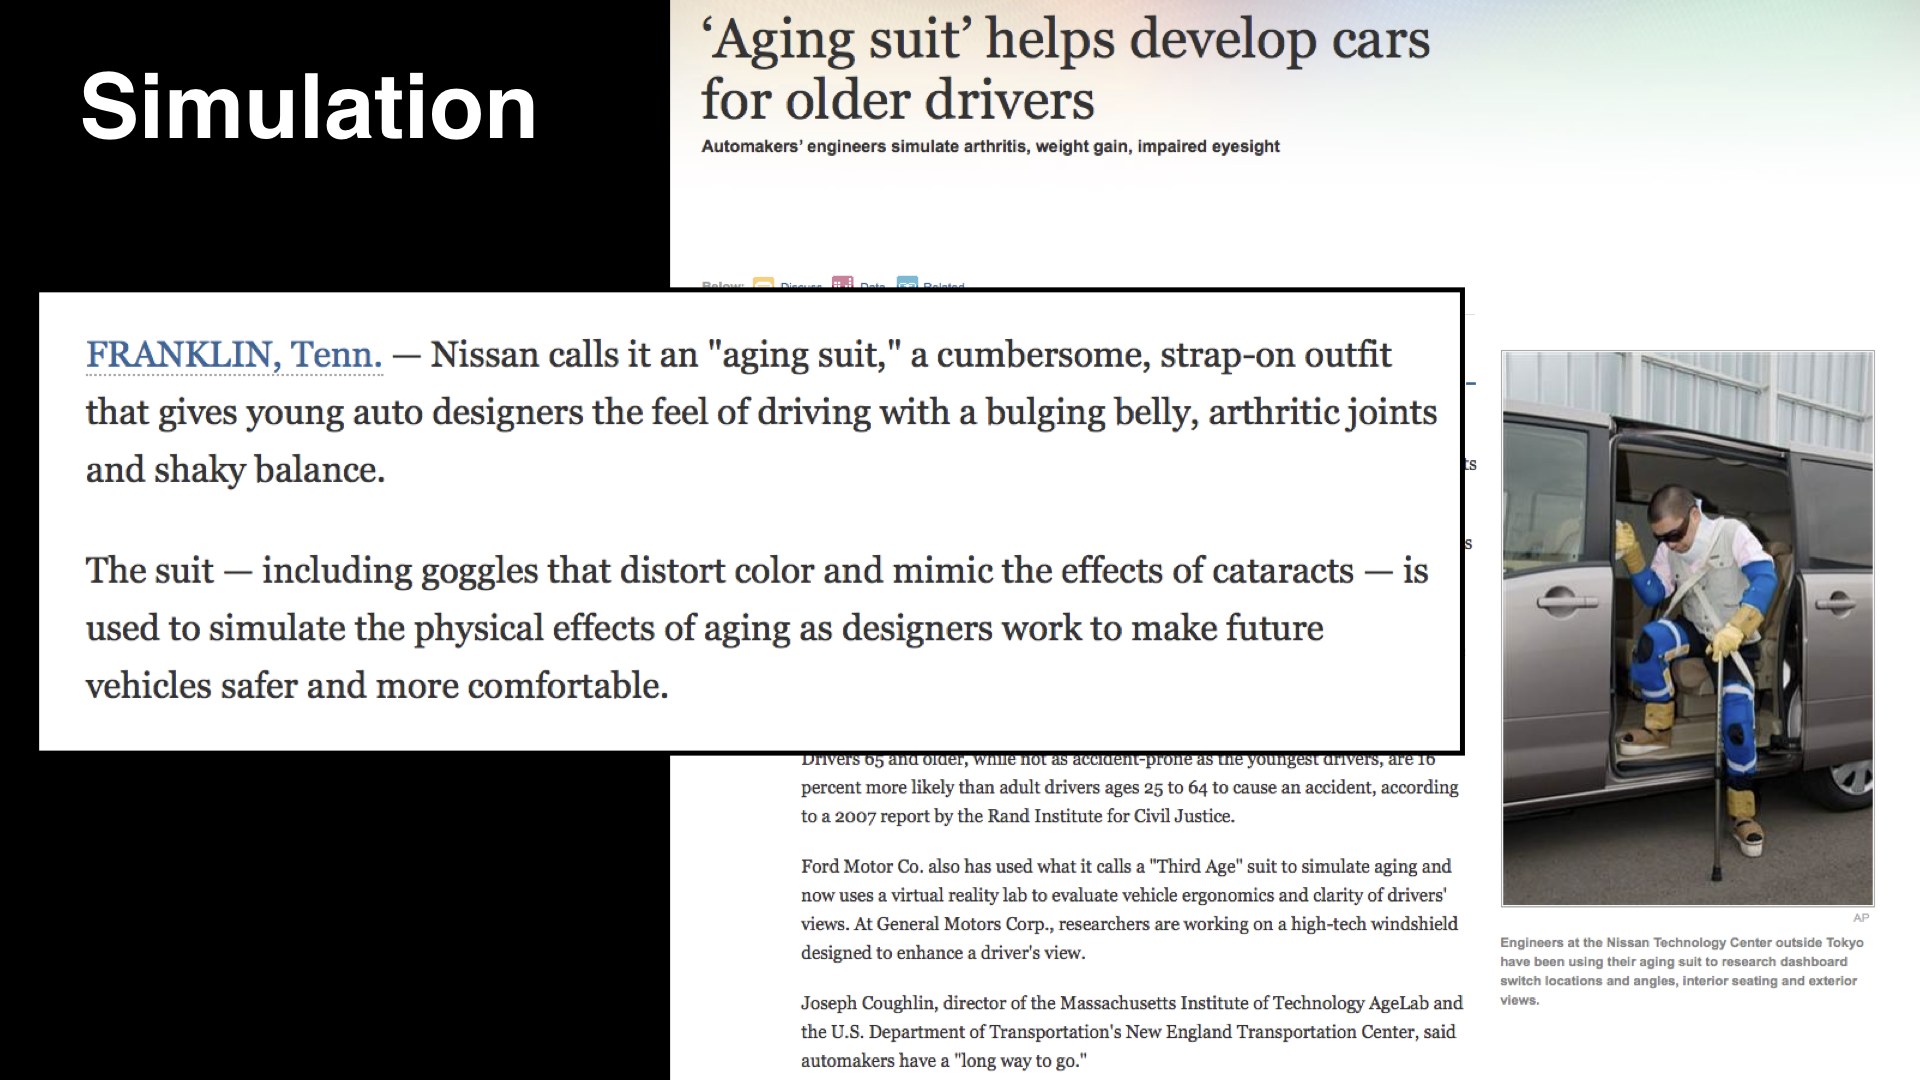 Simulation
‘Aging suit’ helps develop cars
for older drivers
Automakers’ engineers simulate arthritis, weight gain, impaired eyesight
Below: Discuss Data Related
FRANKLIN, Tenn. — Nissan calls it an "aging suit," a cumbersome, strap-on outfit
that gives young auto designers the feel of driving with a bulging belly, arthritic joints
and shaky balance.
The suit — including goggles that distort color and mimic the effects of cataracts — is
used to simulate the physical effects of aging as designers work to make future
vehicles safer and more comfortable.
Drivers 65 and older, while not as accident-prone as the youngest drivers, are 16
percent more likely than adult drivers ages 25 to 64 to cause an accident, according
to a 2007 report by the Rand Institute for Civil Justice.
Ford Motor Co. also has used what it calls a "Third Age" suit to simulate aging and
now uses a virtual reality lab to evaluate vehicle ergonomics and clarity of drivers'
views. At General Motors Corp., researchers are working on a high-tech windshield
designed to enhance a driver's view.
Joseph Coughlin, director of the Massachusetts Institute of Technology AgeLab and
the U.S. Department of Transportation's New England Transportation Center, said
automakers have a "long way to go."
AP
Engineers at the Nissan Technology Center outside Tokyo
have been using their aging suit to research dashboard
switch locations and angles, interior seating and exterior
views.